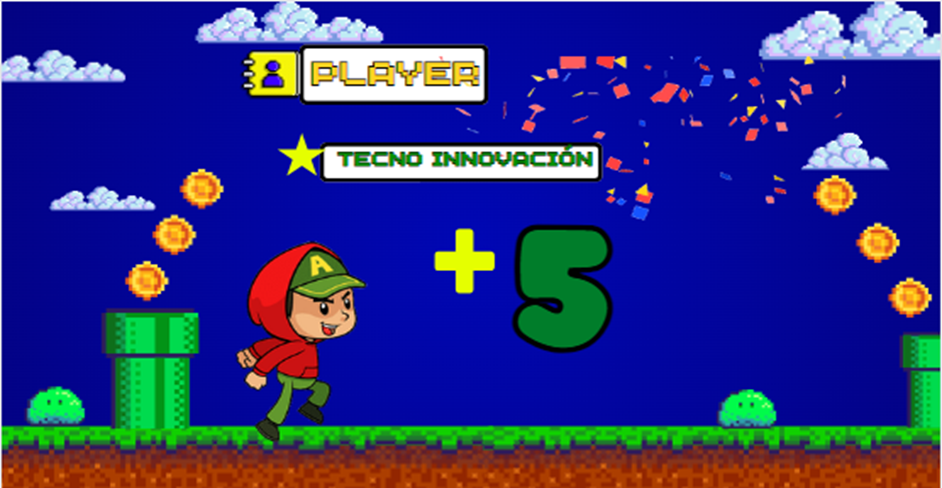 PLAYER
TECNO INNOVACIÓN
A
+5